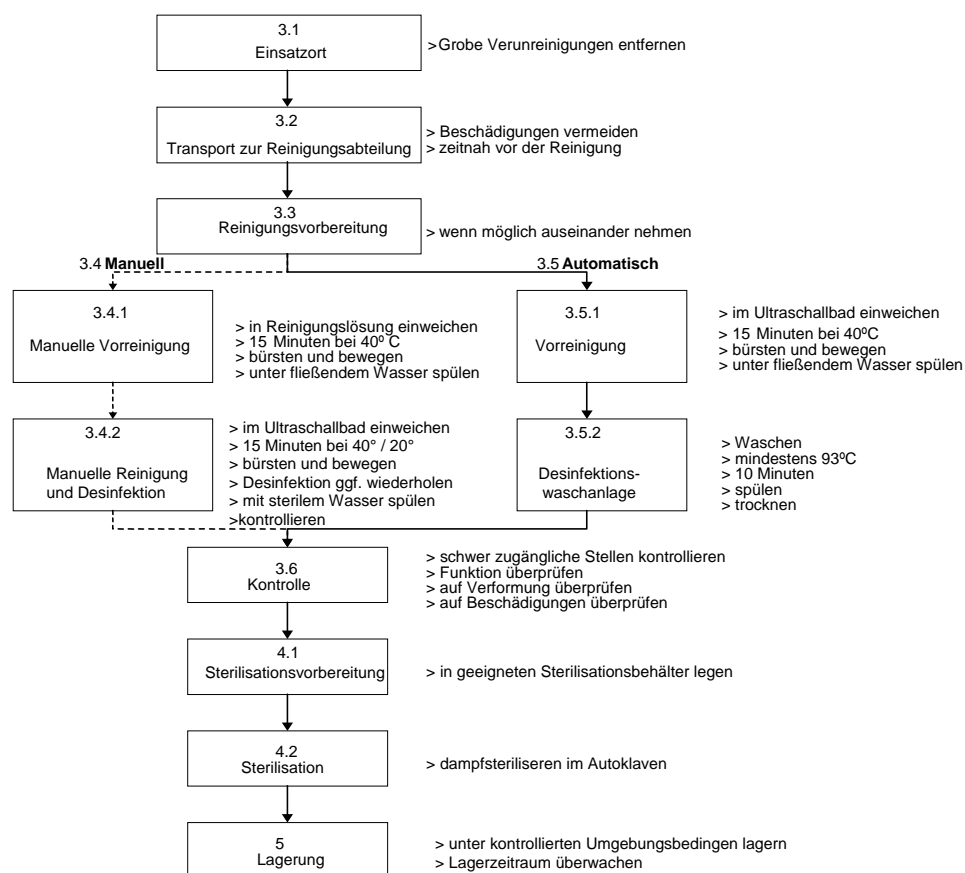 3.1
Einsatzort
>Grobe Verunreinigungen entfernen
3.2
Transport zur Reinigungsabteilung
> Beschädigungen vermeiden
> zeitnah vor der Reinigung
3.3
Reinigungsvorbereitung
> wenn möglich auseinander nehmen
3.4 Manuell
3.5 Automatisch
3.4.1
Manuelle Vorreinigung
> in Reinigungslösung einweichen
> 15 Minuten bei 40º C
> bürsten und bewegen
> unter fließendem Wasser spülen
3.5.1
Vorreinigung
> im Ultraschallbad einweichen
> 15 Minuten bei 40ºC
> bürsten und bewegen
> unter fließendem Wasser spülen
3.4.2
Manuelle Reinigung
und Desinfektion
> im Ultraschallbad einweichen
> 15 Minuten bei 40° / 20°
> bürsten und bewegen
> Desinfektion ggf. wiederholen
> mit sterilem Wasser spülen
>kontrollieren
3.5.2
Desinfektions-
waschanlage
> Waschen
> mindestens 93ºC
> 10 Minuten
> spülen
> trocknen
3.6
Kontrolle
> schwer zugängliche Stellen kontrollieren
> Funktion überprüfen
> auf Verformung überprüfen
> auf Beschädigungen überprüfen
4.1
Sterilisationsvorbereitung
> in geeigneten Sterilisationsbehälter legen
4.2
Sterilisation
> dampfsteriliseren im Autoklaven
5
Lagerung
> unter kontrollierten Umgebungsbedingen lagern
> Lagerzeitraum überwachen